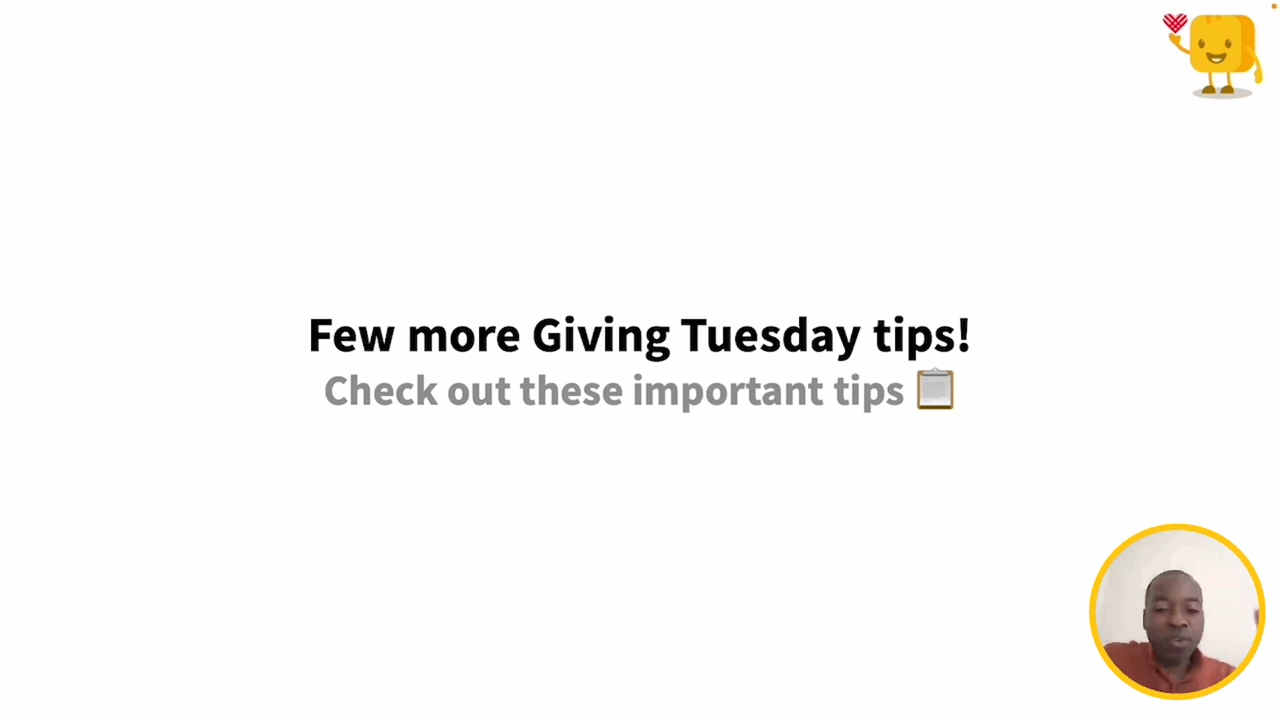 Few more Giving Tuesday tips!
Check out these important tips 📋